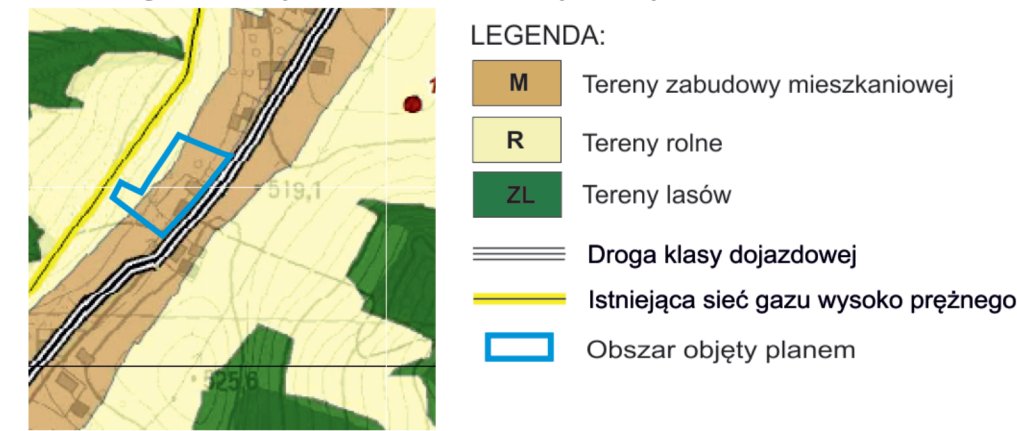 LEGENDA:
M Tereny zabudowy mieszkaniowej
R Tereny rolne
ZL Tereny lasów
519,1
Droga klasy dojazdowej
Istniejąca sieć gazu wysoko prężnego
Obszar objęty planem
525,6